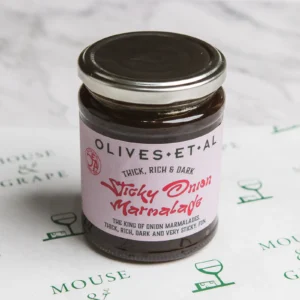 OLIVES•ET•AL
THICK, RICH & DARK
Sticky Onion
Marmalade
THE KING OF ONION MARMALADES,
THICK, RICH, DARK AND VERY STICKY.
MOUSE
&
GRAPE
MOUSE
&
MOUSE
&